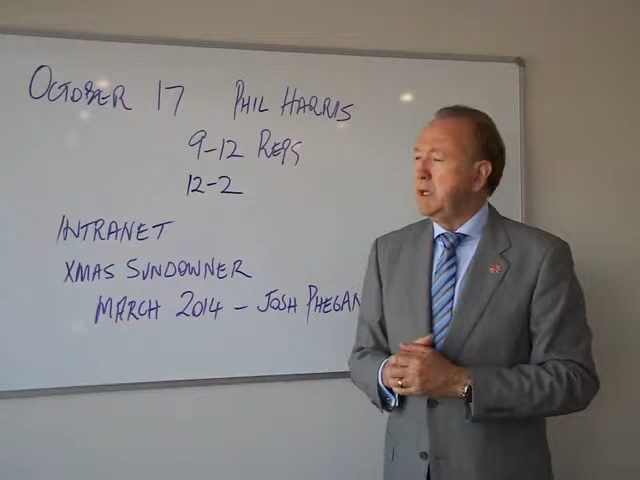 OCTOBER 17 PHIL HARRIS
9-12 REPS
12-2
INTRANET
XMAS SUNDOWNER
MARCH 2014 - JOSH PHEGAN